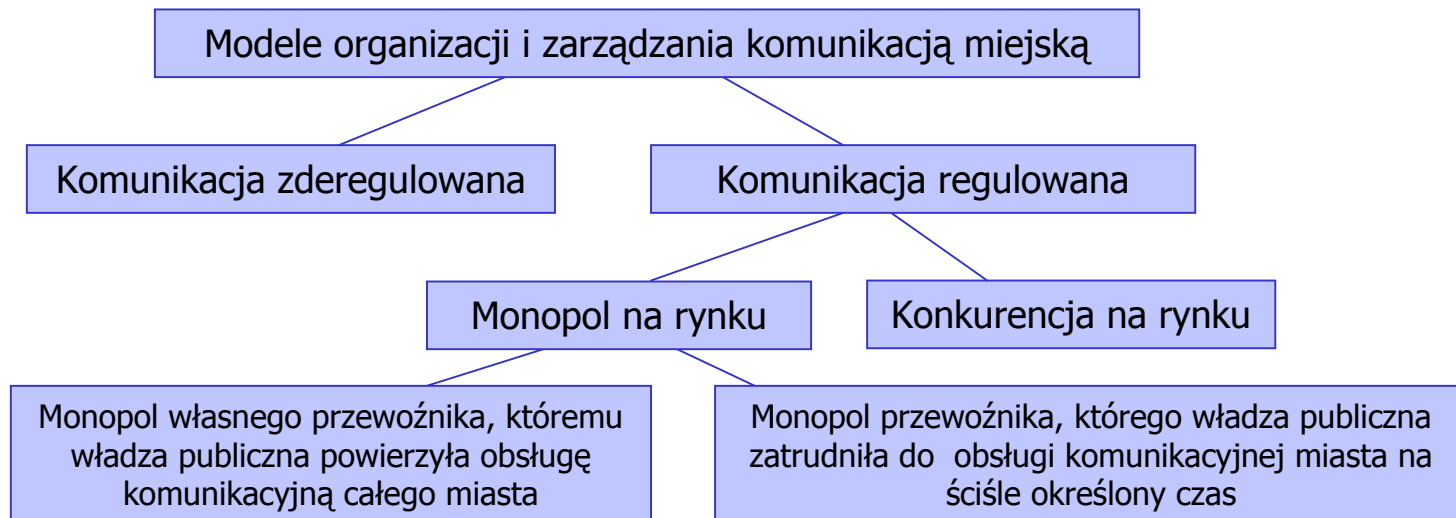 Modele organizacji i zarządzania komunikacją miejską
Komunikacja zderegulowana
Komunikacja regulowana
Monopol na rynku
Konkurencja na rynku
Monopol własnego przewoźnika, któremu
władza publiczna powierzyła obsługę
komunikacyjną całego miasta
Monopol przewoźnika, którego władza publiczna
zatrudniła do obsługi komunikacyjnej miasta na
ściśle określony czas